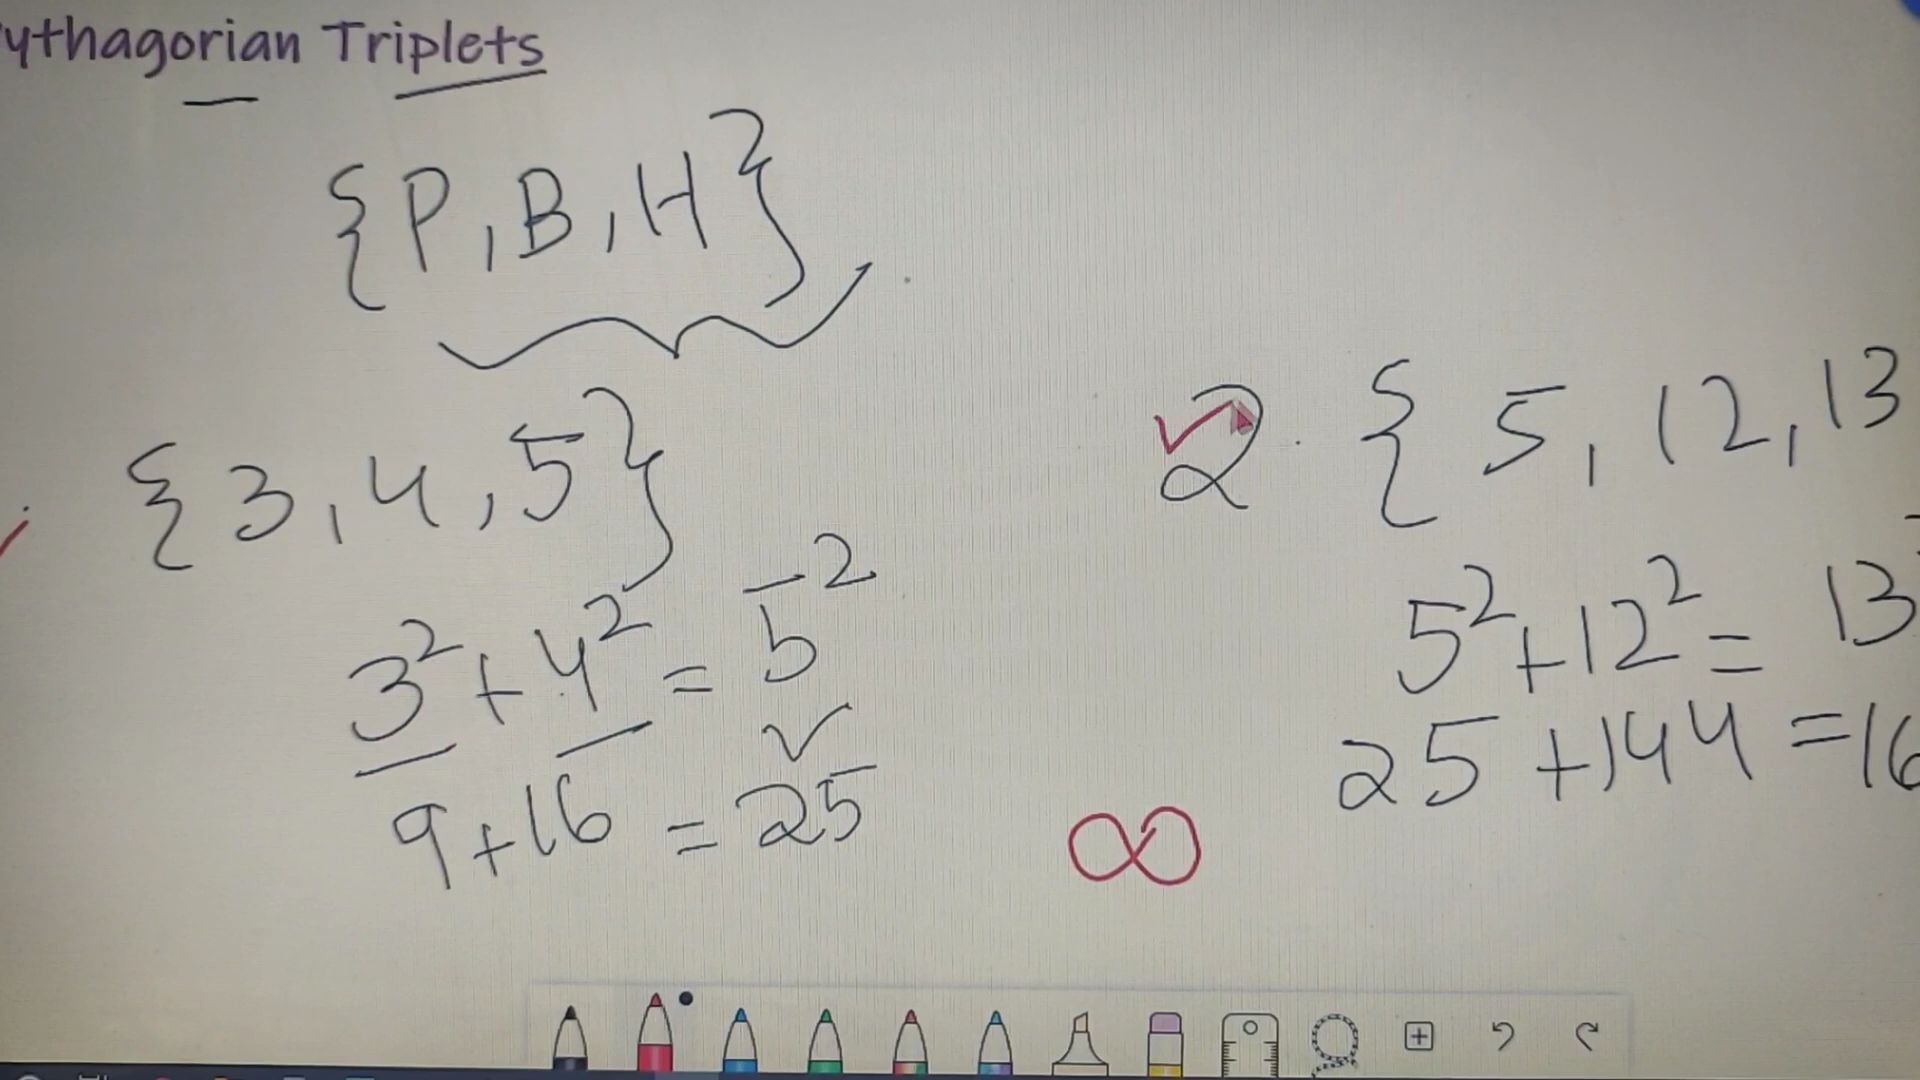 ythagorian Triplets
{P, B, H}
{3, 4, 5}
3² + 4² = 5²
9 + 16 = 25
∞
2. { 5, 12, 13
5² + 12² = 13
25 + 144 = 16